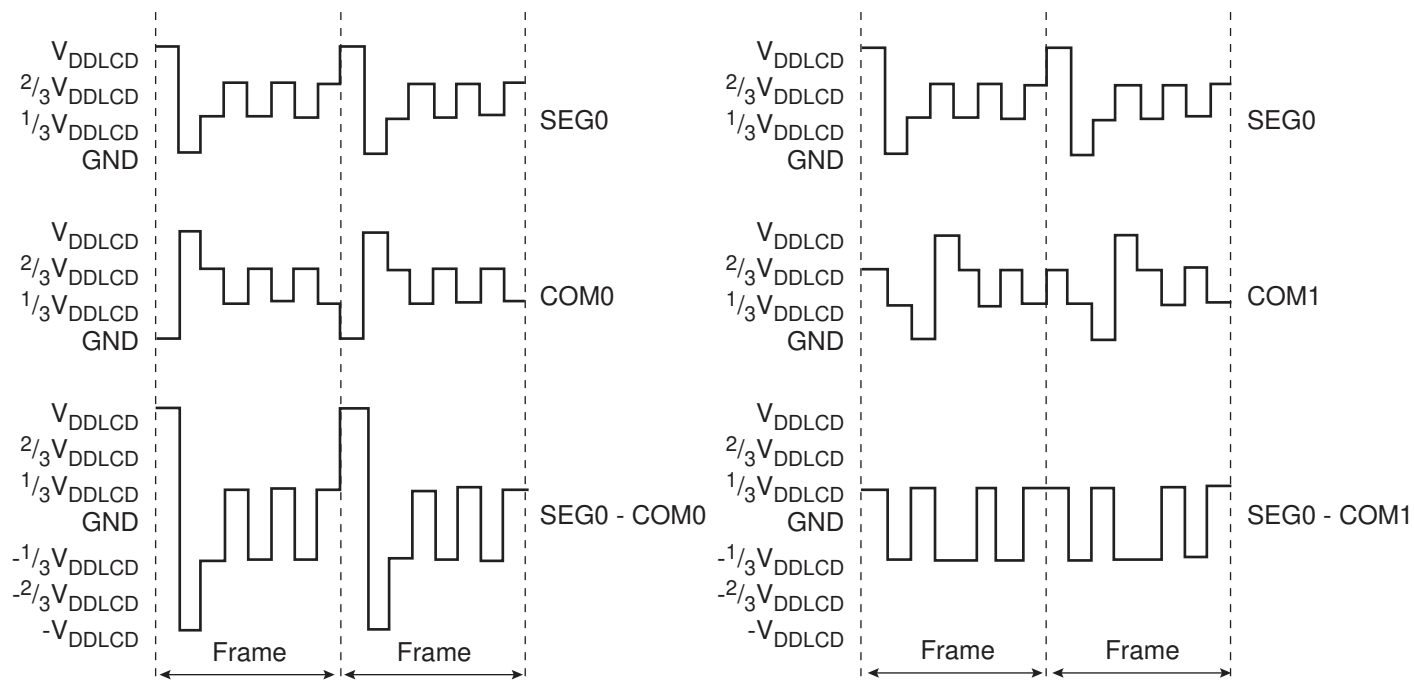 V_DDLCD
2/3V_DDLCD
1/3V_DDLCD
GND
SEG0
V_DDLCD
2/3V_DDLCD
1/3V_DDLCD
GND
COM0
V_DDLCD
2/3V_DDLCD
1/3V_DDLCD
GND
-1/3V_DDLCD
-2/3V_DDLCD
-V_DDLCD
SEG0 - COM0
Frame
Frame
V_DDLCD
2/3V_DDLCD
1/3V_DDLCD
GND
SEG0
V_DDLCD
2/3V_DDLCD
1/3V_DDLCD
GND
COM1
V_DDLCD
2/3V_DDLCD
1/3V_DDLCD
GND
-1/3V_DDLCD
-2/3V_DDLCD
-V_DDLCD
SEG0 - COM1
Frame
Frame